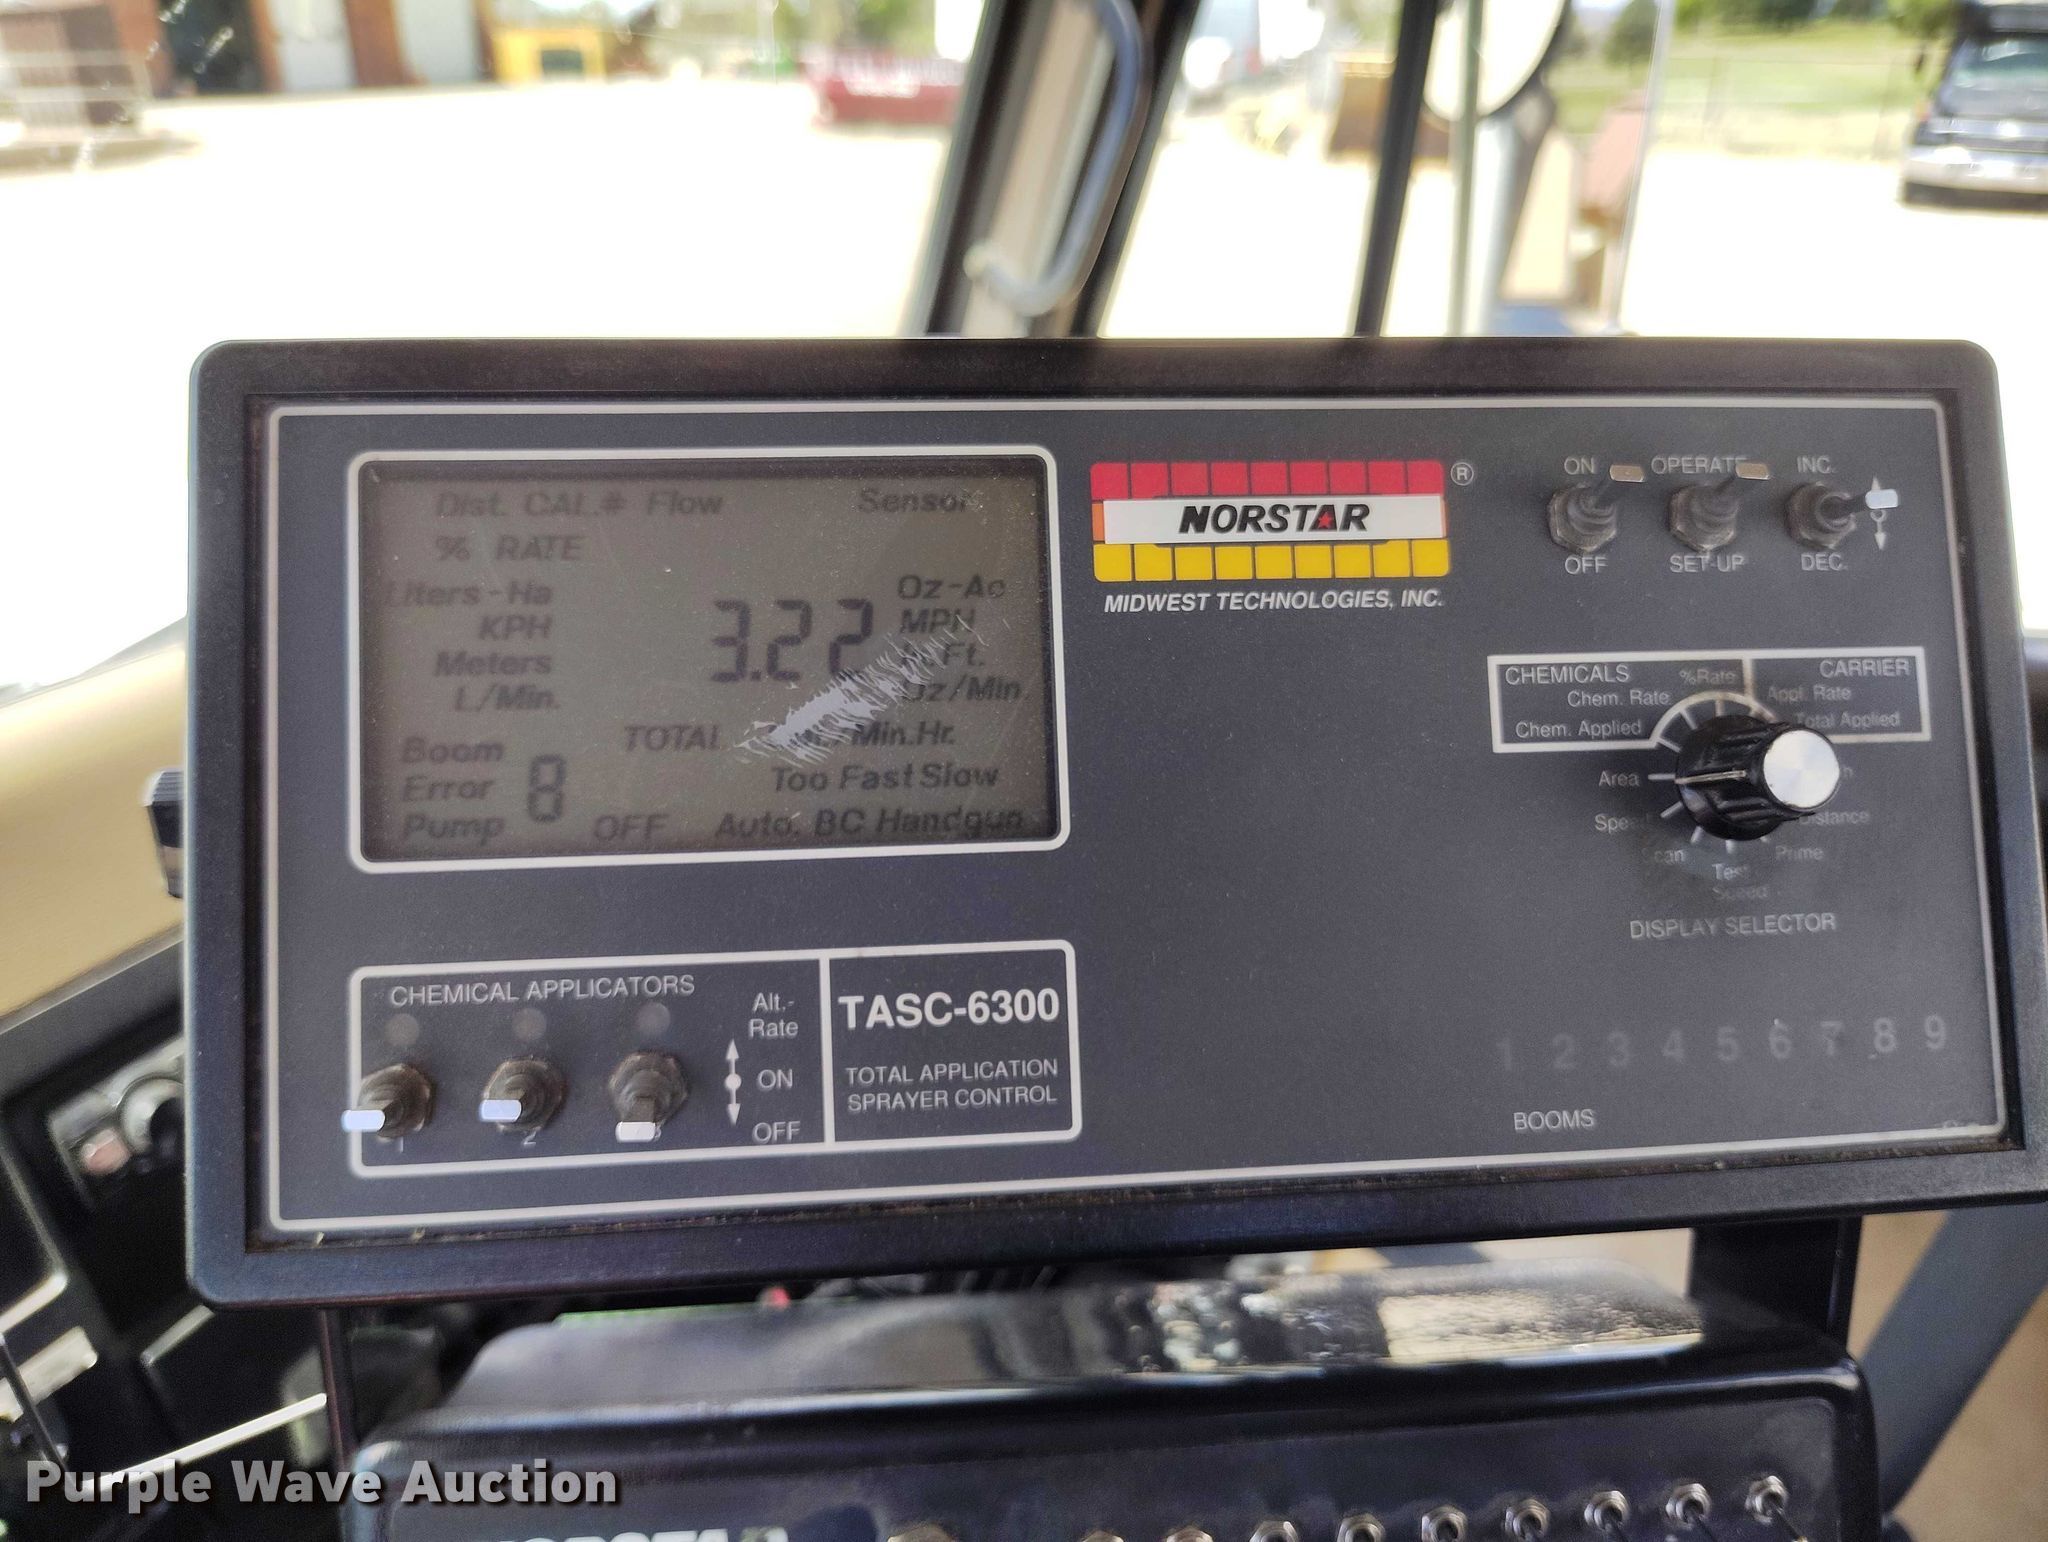 Dist. CAL.# Flow Sensor
% RATE
Liters-Ha Oz-Ac
KPH 3.22 MPH
Meters Ft.
L/Min. Oz/Min.
Boom TOTAL Min.Hr.
Error 8 Too Fast Slow
Pump OFF Auto. BC Handgun
NORSTAR ®
MIDWEST TECHNOLOGIES, INC.
ON OPERATE INC.
OFF SET-UP DEC.
CHEMICALS %Rate CARRIER
Chem. Rate Appl. Rate
Chem. Applied Total Applied
Area
Speed Distance
Scan Prime
Test
Speed
DISPLAY SELECTOR
CHEMICAL APPLICATORS
Alt.-
Rate
ON
OFF
1 2 3
TASC-6300
TOTAL APPLICATION
SPRAYER CONTROL
1 2 3 4 5 6 7 8 9
BOOMS
Purple Wave Auction
NORSTAR